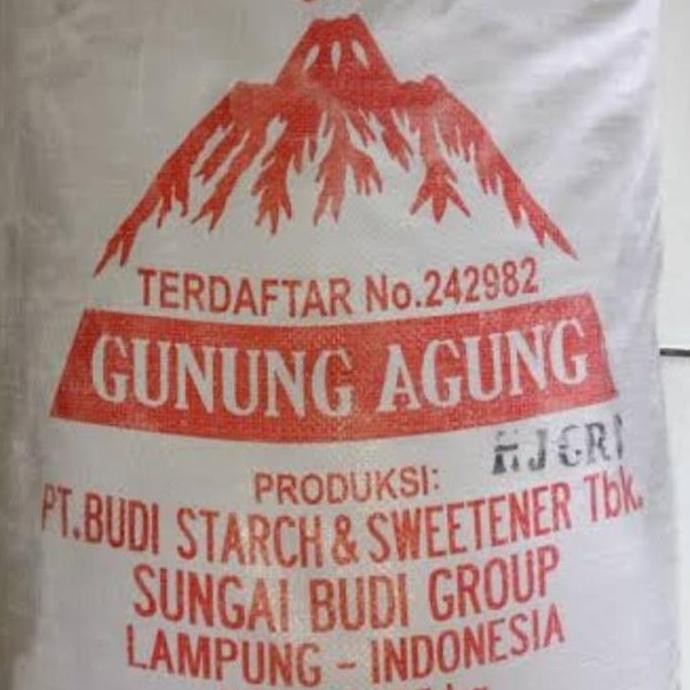 TERDAFTAR No.242982
GUNUNG AGUNG
PRODUKSI:
PT.BUDI STARCH & SWEETENER Tbk.
SUNGAI BUDI GROUP
LAMPUNG - INDONESIA